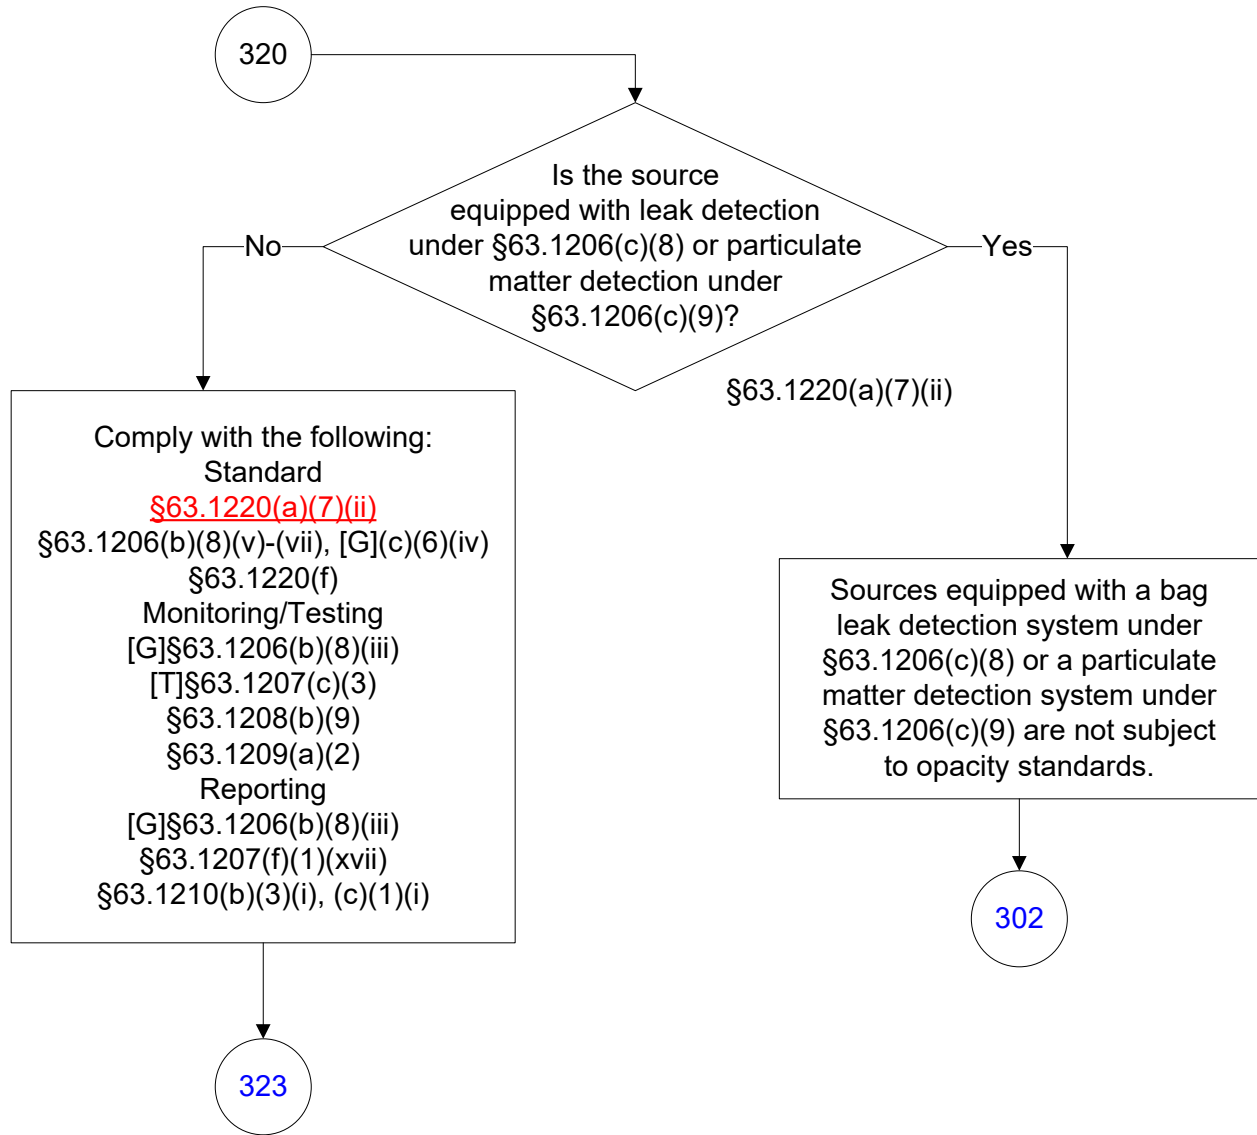 320
Is the source
equipped with leak detection
under §63.1206(c)(8) or particulate
matter detection under
§63.1206(c)(9)?
No
Yes
§63.1220(a)(7)(ii)
Comply with the following:
Standard
§63.1220(a)(7)(ii)
§63.1206(b)(8)(v)-(vii), [G](c)(6)(iv)
§63.1220(f)
Monitoring/Testing
[G]§63.1206(b)(8)(iii)
[T]§63.1207(c)(3)
§63.1208(b)(9)
§63.1209(a)(2)
Reporting
[G]§63.1206(b)(8)(iii)
§63.1207(f)(1)(xvii)
§63.1210(b)(3)(i), (c)(1)(i)
Sources equipped with a bag
leak detection system under
§63.1206(c)(8) or a particulate
matter detection system under
§63.1206(c)(9) are not subject
to opacity standards.
302
323